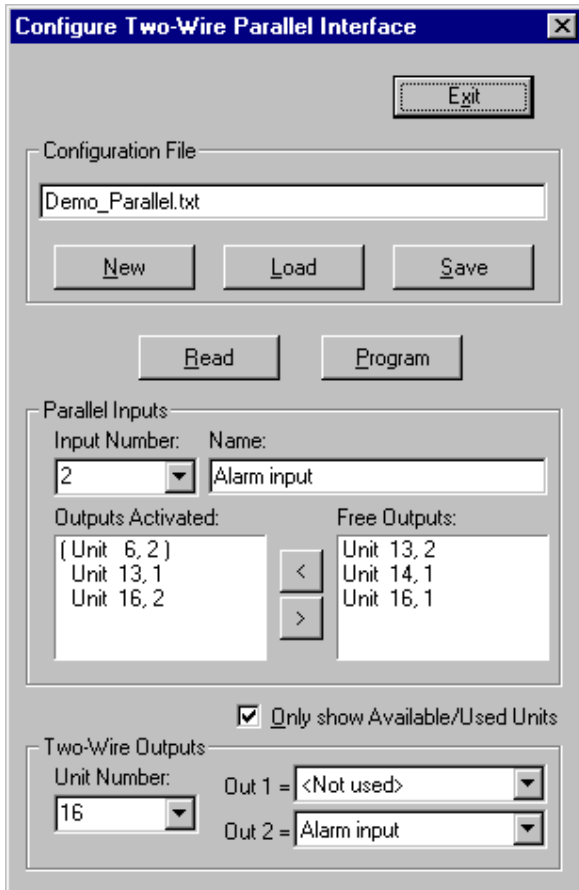 Configure Two-Wire Parallel Interface
Exit
Configuration File
Demo_Parallel.txt
New Load Save
Read Program
Parallel Inputs
Input Number: Name:
2 Alarm input
Outputs Activated: Free Outputs:
( Unit 6, 2 ) < Unit 13, 2
Unit 13, 1 Unit 14, 1
Unit 16, 2 > Unit 16, 1
Only show Available/Used Units
Two-Wire Outputs
Unit Number: Out 1 = <Not used>
16 Out 2 = Alarm input